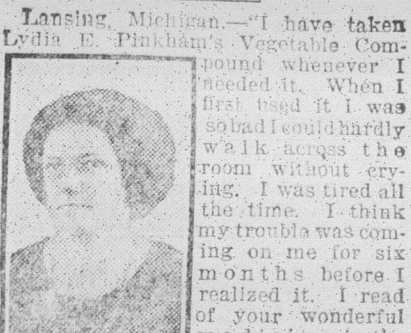 Lansing, Michigan.—"I have taken
Lydia E. Pinkham's Vegetable Com-
pound whenever I
needed it. When I
first used it I was
so bad I could hardly
walk across the
room without cry-
ing. I was tired all
the time. I think
my trouble was com-
ing on me for six
months before I
realized it. I read
of your wonderful